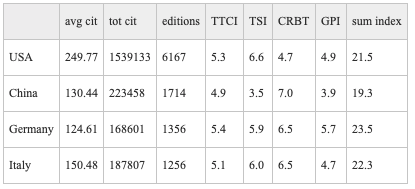 avg cit tot cit editions TTCI TSI CRBT GPI sum index
USA 249.77 1539133 6167 5.3 6.6 4.7 4.9 21.5
China 130.44 223458 1714 4.9 3.5 7.0 3.9 19.3
Germany 124.61 168601 1356 5.4 5.9 6.5 5.7 23.5
Italy 150.48 187807 1256 5.1 6.0 6.5 4.7 22.3